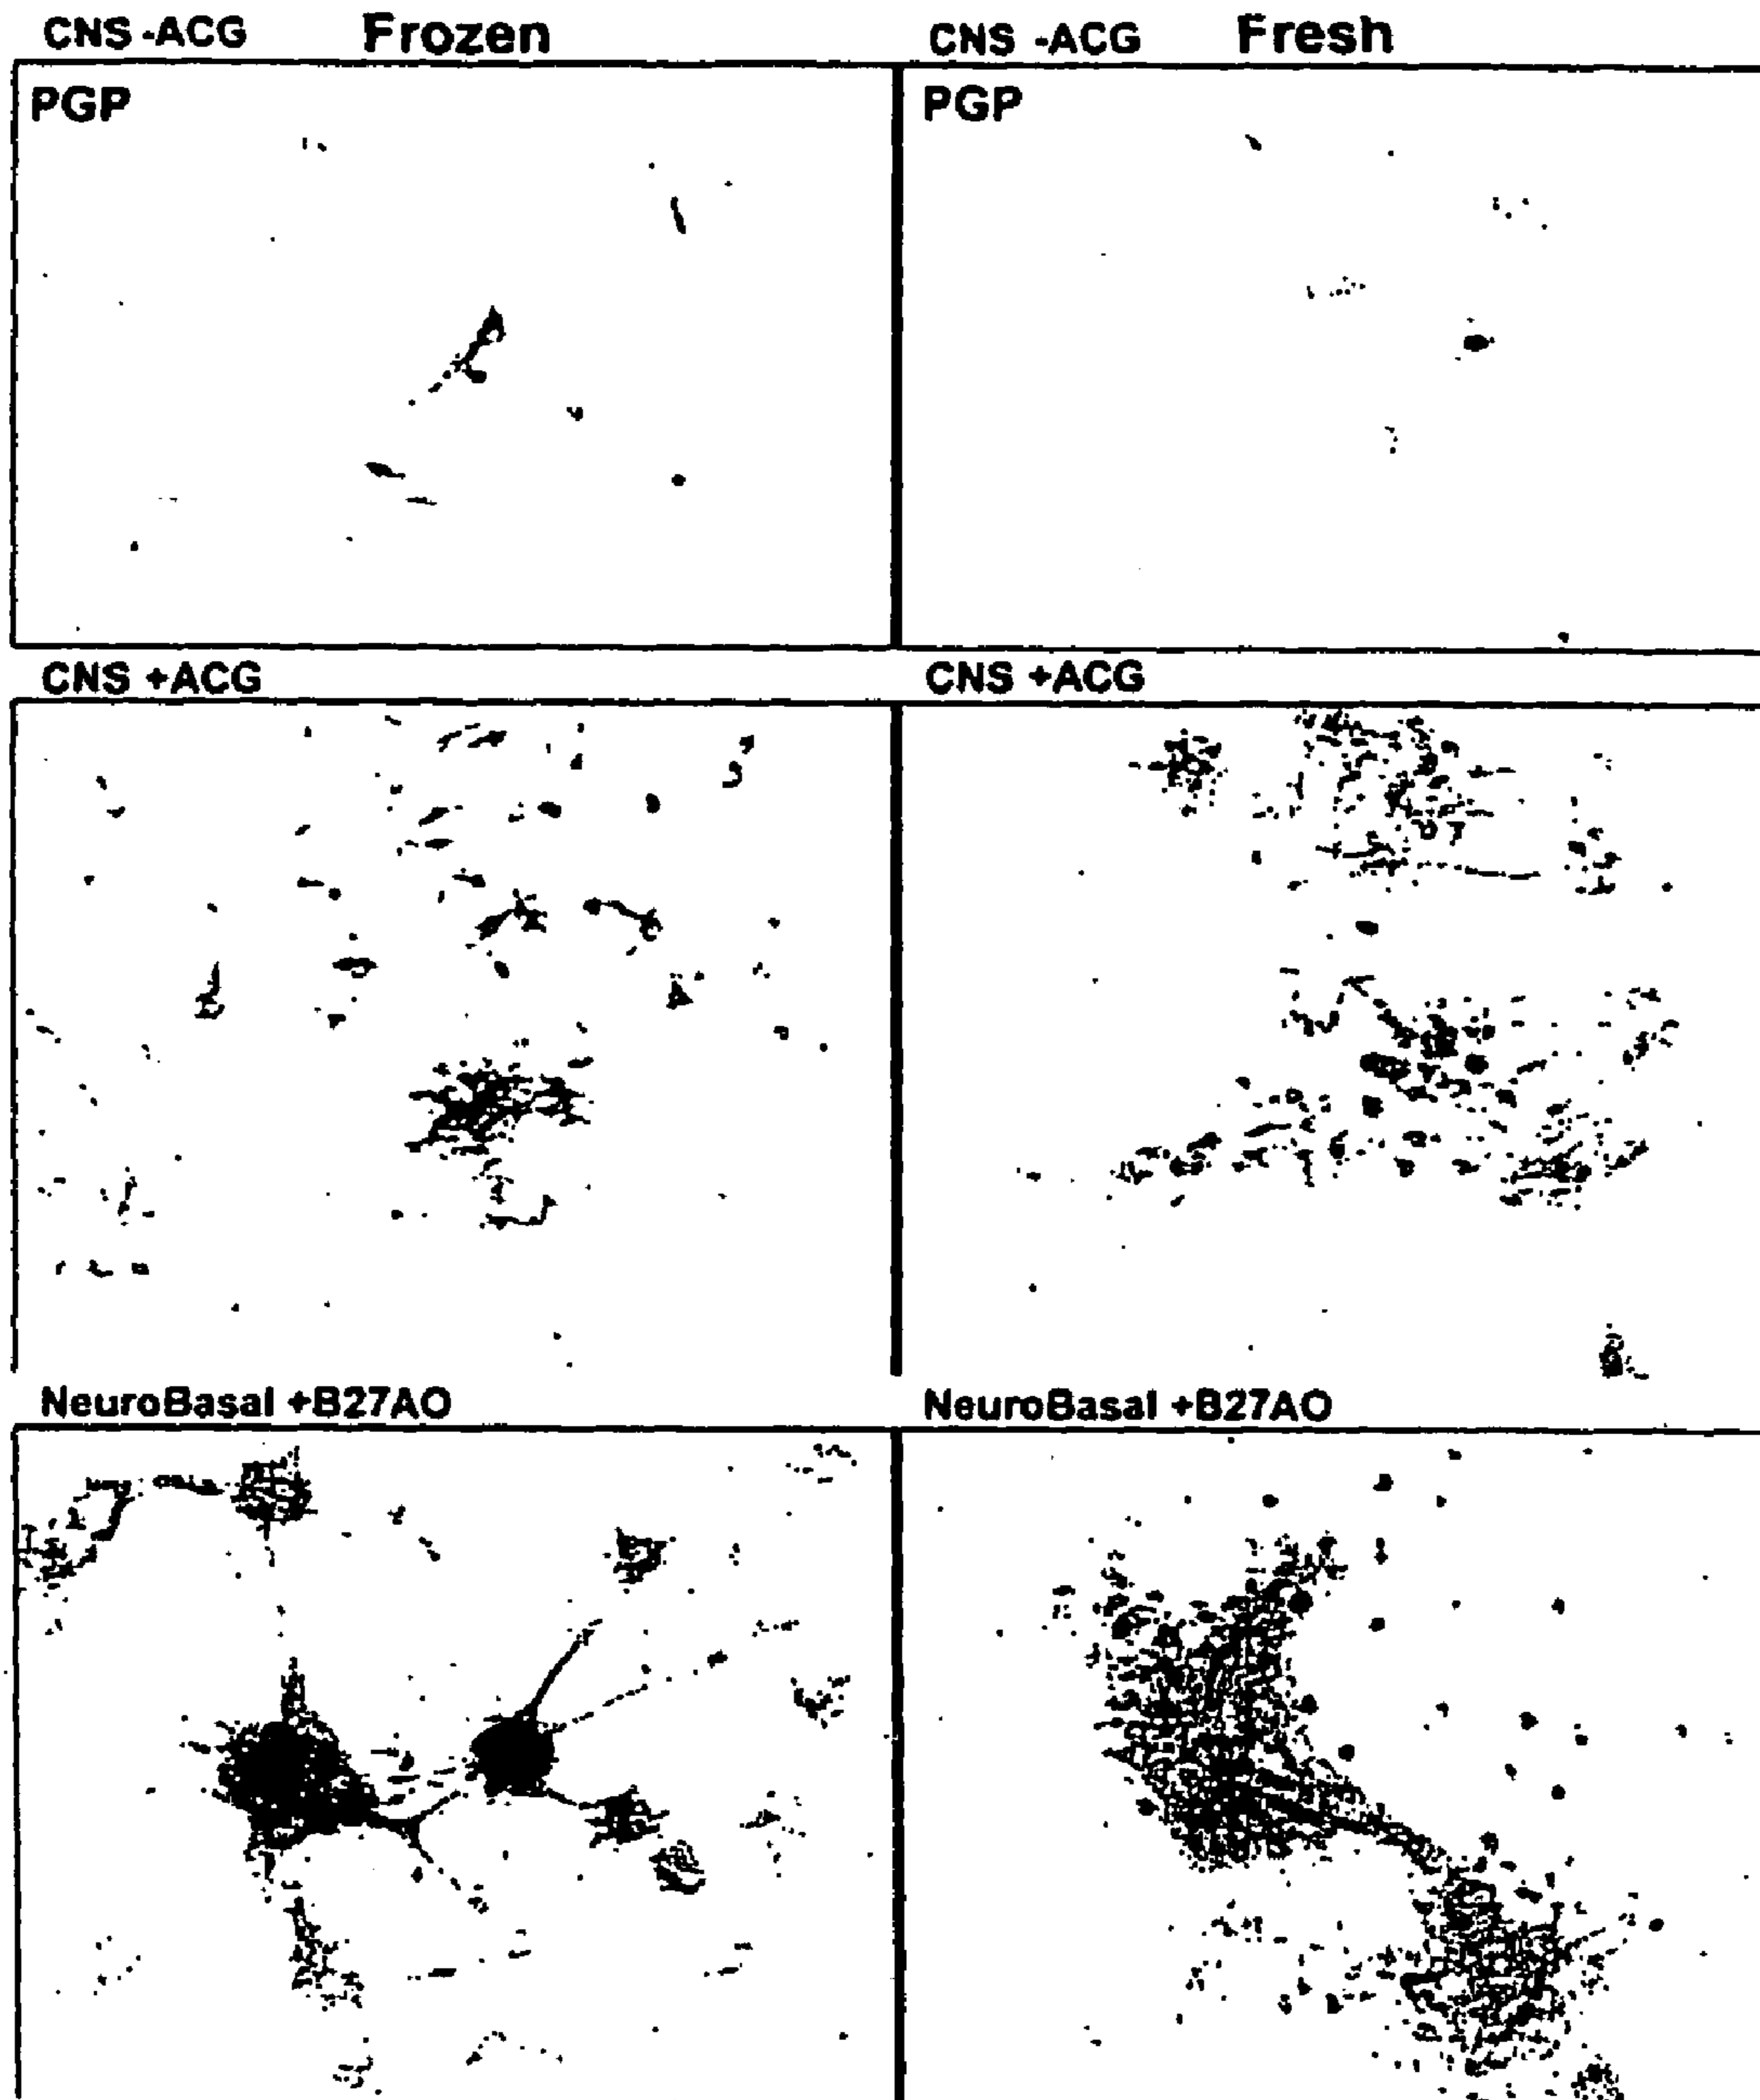 CNS -ACG Frozen CNS -ACG Fresh
PGP PGP
CNS +ACG CNS +ACG
NeuroBasal +B27AO NeuroBasal +B27AO